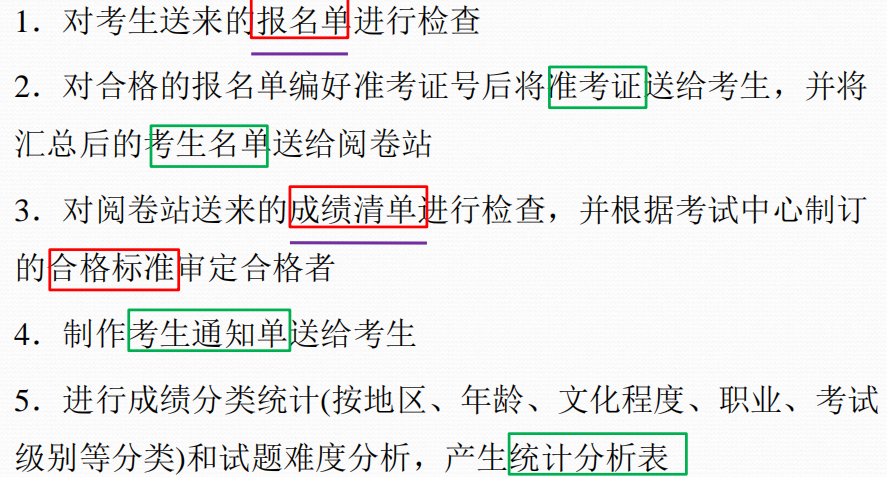 1．对考生送来的报名单进行检查
2．对合格的报名单编好准考证号后将准考证送给考生，并将
汇总后的考生名单送给阅卷站
3．对阅卷站送来的成绩清单进行检查，并根据考试中心制订
的合格标准审定合格者
4．制作考生通知单送给考生
5．进行成绩分类统计(按地区、年龄、文化程度、职业、考试
级别等分类)和试题难度分析，产生统计分析表